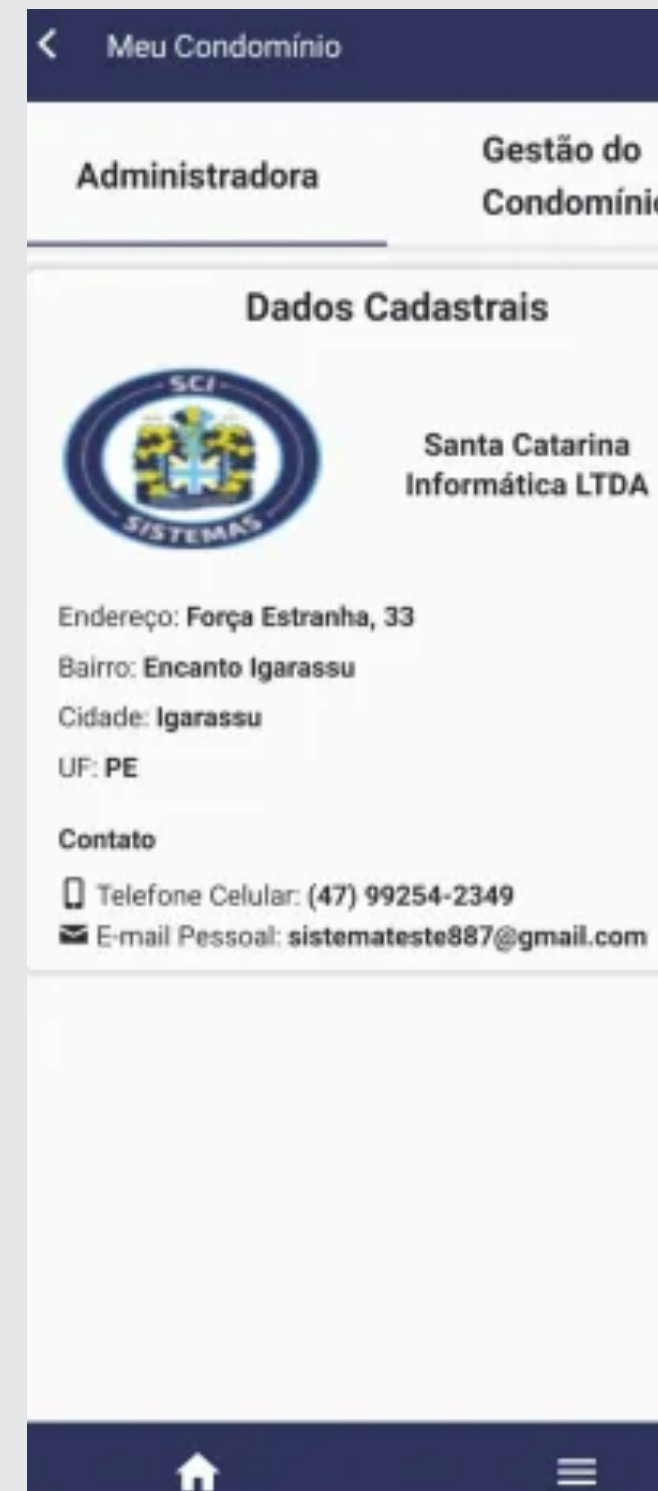 Meu Condomínio
Administradora
Gestão do
Condomínio
Dados Cadastrais
SCI
SISTEMAS
Santa Catarina
Informática LTDA
Endereço: Força Estranha, 33
Bairro: Encanto Igarassu
Cidade: Igarassu
UF: PE
Contato
Telefone Celular: (47) 99254-2349
E-mail Pessoal: sistemateste887@gmail.com